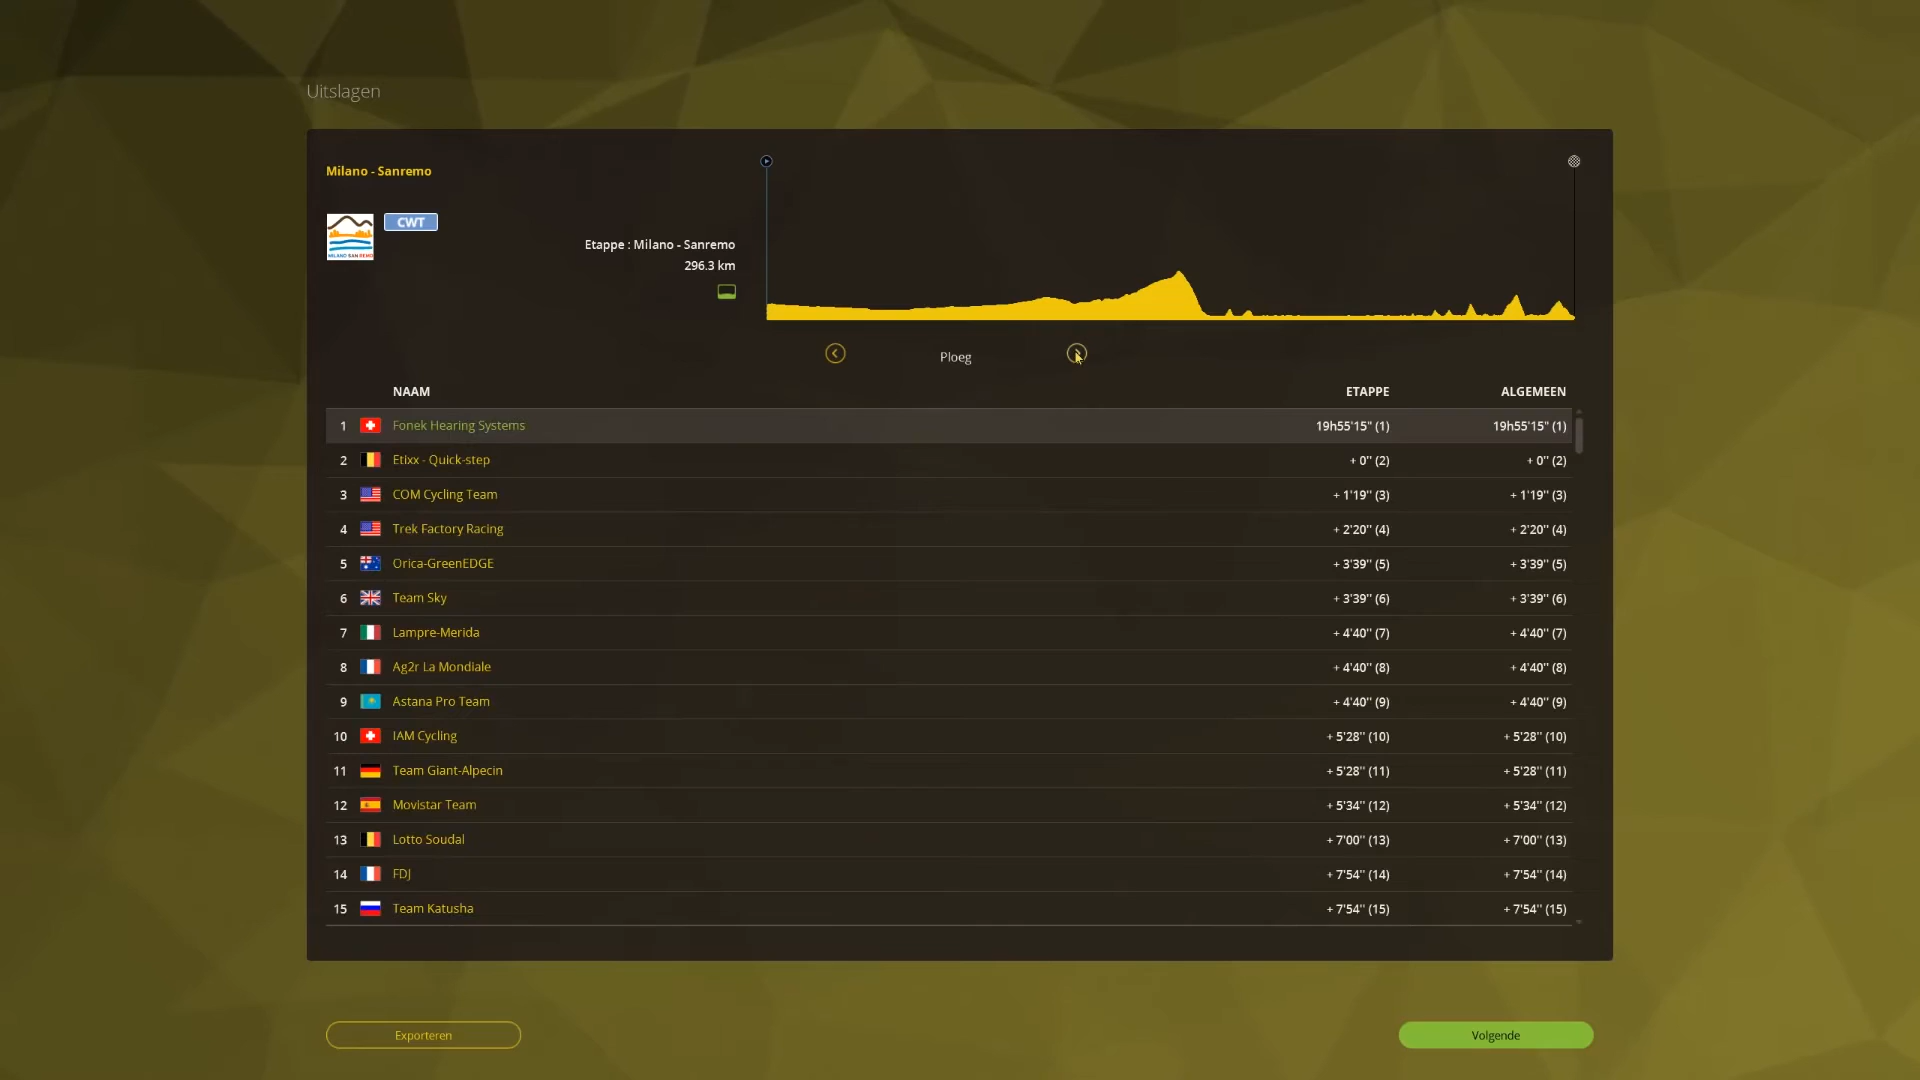 Uitslagen
Milano - Sanremo
CWT
MILANO SAN REMO
Etappe : Milano - Sanremo
296.3 km
Ploeg
NAAM ETAPPE ALGEMEEN
1 Fonek Hearing Systems 19h55'15'' (1) 19h55'15'' (1)
2 Etixx - Quick-step + 0'' (2) + 0'' (2)
3 COM Cycling Team + 1'19'' (3) + 1'19'' (3)
4 Trek Factory Racing + 2'20'' (4) + 2'20'' (4)
5 Orica-GreenEDGE + 3'39'' (5) + 3'39'' (5)
6 Team Sky + 3'39'' (6) + 3'39'' (6)
7 Lampre-Merida + 4'40'' (7) + 4'40'' (7)
8 Ag2r La Mondiale + 4'40'' (8) + 4'40'' (8)
9 Astana Pro Team + 4'40'' (9) + 4'40'' (9)
10 IAM Cycling + 5'28'' (10) + 5'28'' (10)
11 Team Giant-Alpecin + 5'28'' (11) + 5'28'' (11)
12 Movistar Team + 5'34'' (12) + 5'34'' (12)
13 Lotto Soudal + 7'00'' (13) + 7'00'' (13)
14 FDJ + 7'54'' (14) + 7'54'' (14)
15 Team Katusha + 7'54'' (15) + 7'54'' (15)
Exporteren
Volgende